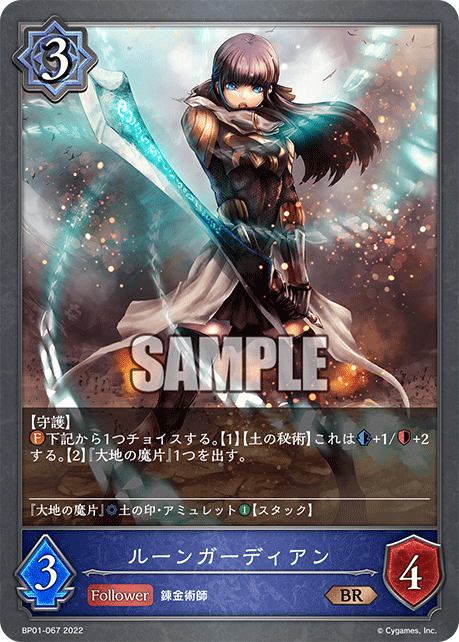 3
SAMPLE
【守護】
F下記から1つチョイスする。【1】【土の秘術】これは+1/+2
する。【2】『大地の魔片』1つを出す。
『大地の魔片』土の印・アミュレット1【スタック】
ルーンガーディアン
3
Follower 錬金術師
BR
4
BP01-067 2022
© Cygames, Inc.